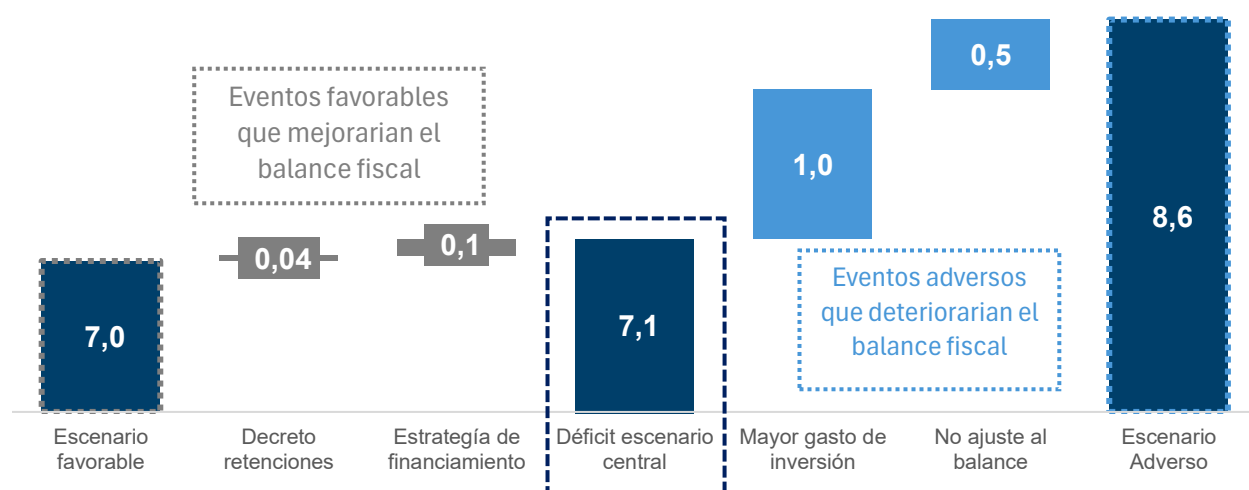 0,5
Eventos favorables
que mejorarian el
balance fiscal
1,0
8,6
0,04
0,1
Eventos adversos
que deteriorarian el
balance fiscal
7,0
7,1
Escenario
favorable
Decreto
retenciones
Estrategía de
financiamiento
Déficit escenario
central
Mayor gasto de
inversión
No ajuste al
balance
Escenario
Adverso